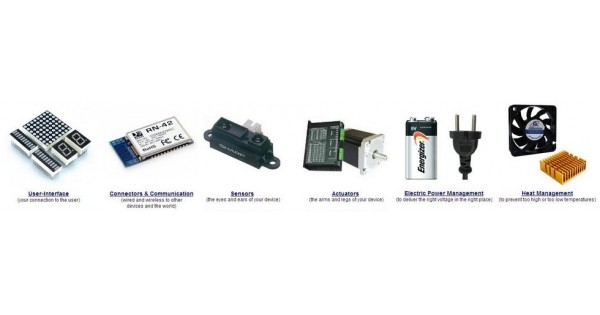 RN-42
SHARP
Energizer
User-interface
(your connection to the user)
Connectors & Communication
(wired and wireless to other
devices and the world)
Sensors
(the eyes and ears of your device)
Actuators
(the arms and legs of your device)
Electric Power Management
(to deliver the right voltage in the right place)
Heat Management
(to prevent too high or too low temperatures)